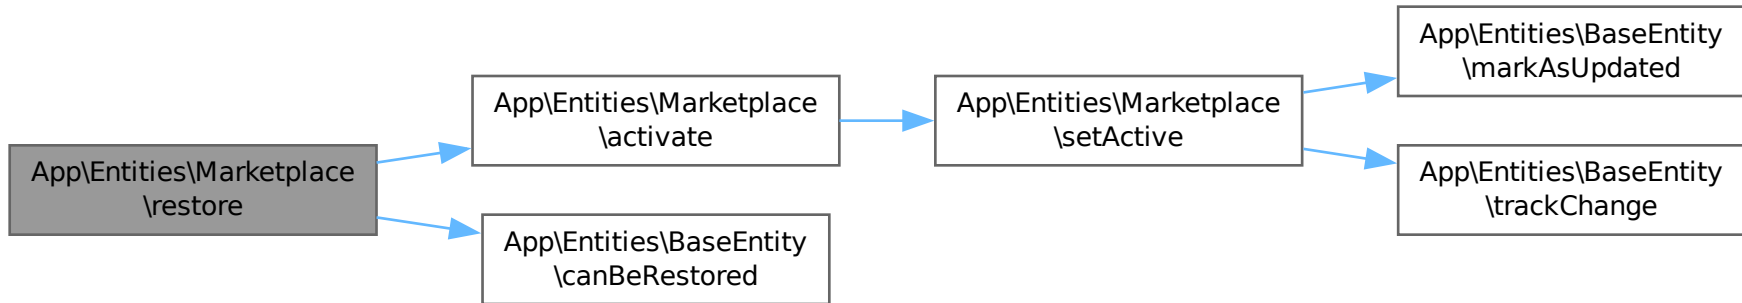 App\Entities\Marketplace
\restore
App\Entities\Marketplace
\activate
App\Entities\BaseEntity
\canBeRestored
App\Entities\Marketplace
\setActive
App\Entities\BaseEntity
\markAsUpdated
App\Entities\BaseEntity
\trackChange